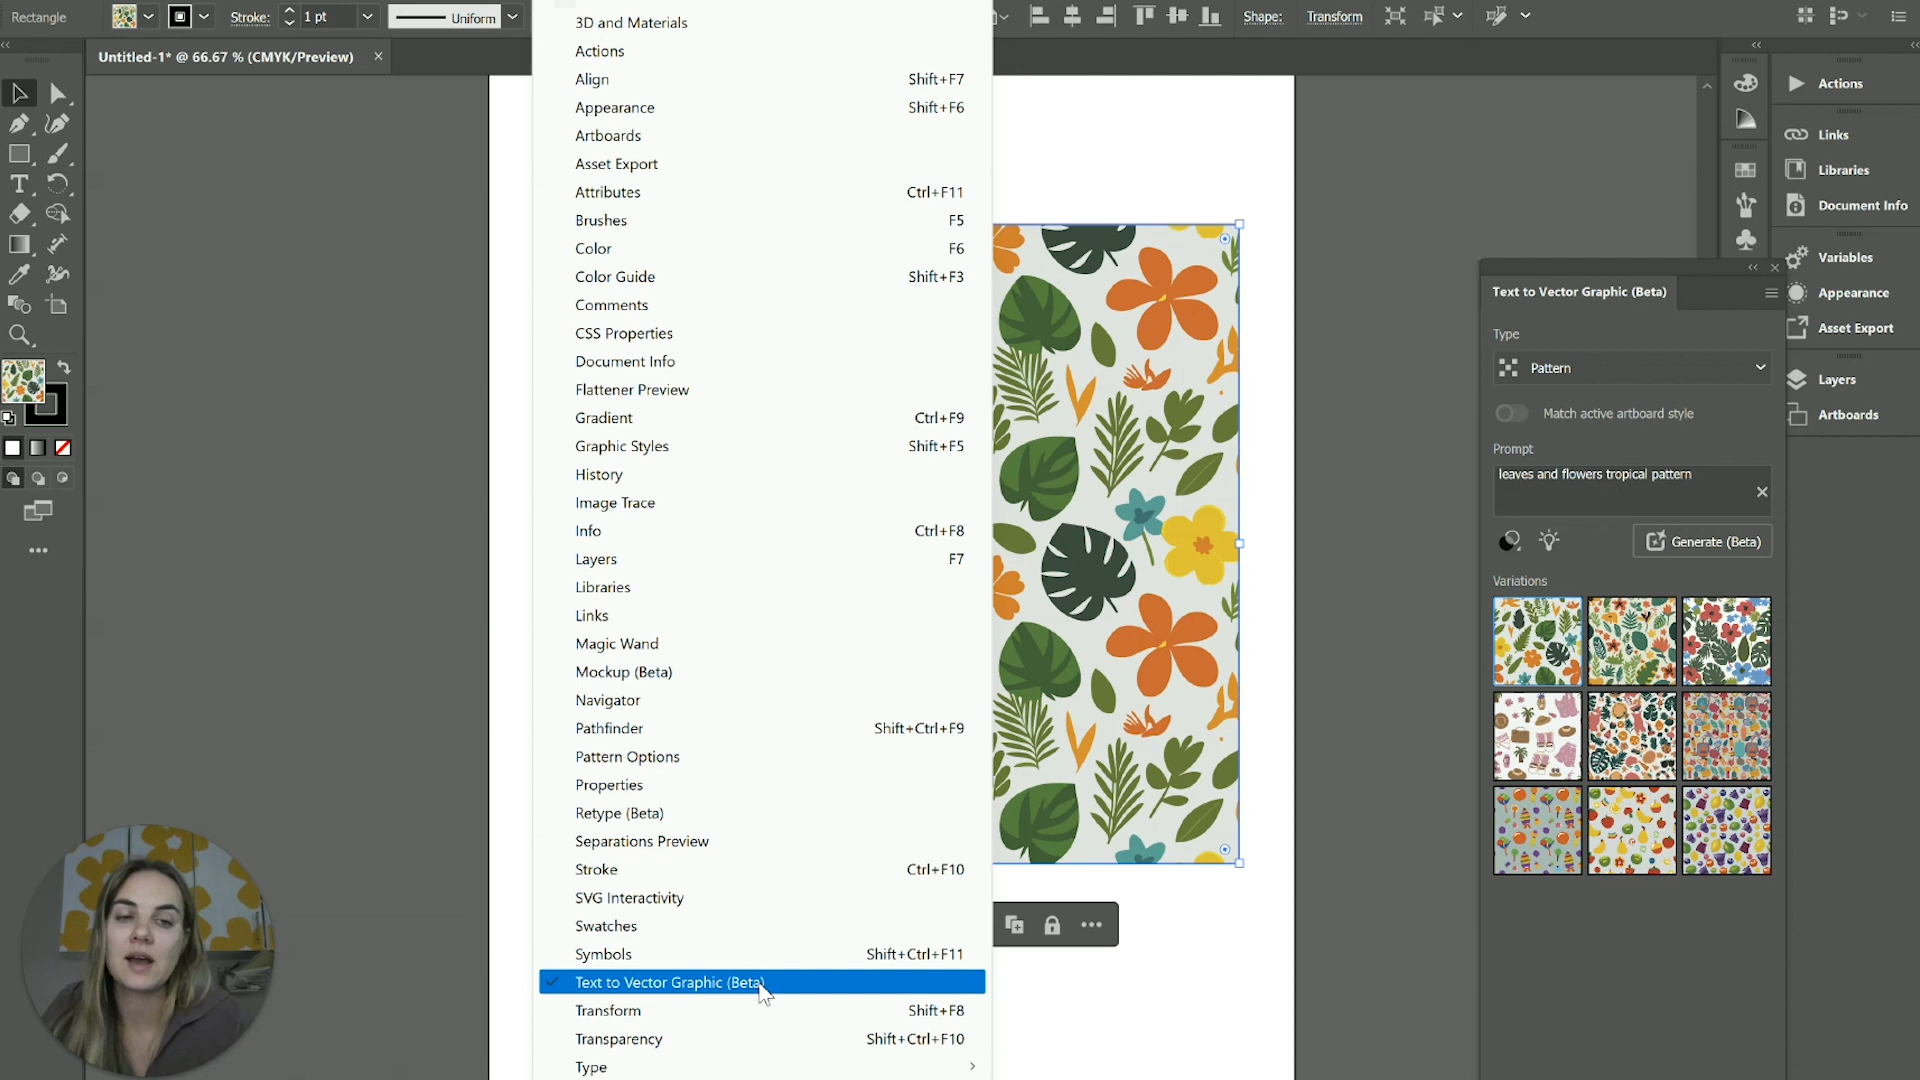 Rectangle
Stroke:
1 pt
Uniform
Shape:
Transform
Untitled-1* @ 66.67 % (CMYK/Preview)
3D and Materials
Actions
Align Shift+F7
Appearance Shift+F6
Artboards
Asset Export
Attributes Ctrl+F11
Brushes F5
Color F6
Color Guide Shift+F3
Comments
CSS Properties
Document Info
Flattener Preview
Gradient Ctrl+F9
Graphic Styles Shift+F5
History
Image Trace
Info Ctrl+F8
Layers F7
Libraries
Links
Magic Wand
Mockup (Beta)
Navigator
Pathfinder Shift+Ctrl+F9
Pattern Options
Properties
Retype (Beta)
Separations Preview
Stroke Ctrl+F10
SVG Interactivity
Swatches
Symbols Shift+Ctrl+F11
Text to Vector Graphic (Beta)
Transform Shift+F8
Transparency Shift+Ctrl+F10
Type
Text to Vector Graphic (Beta)
Type
Pattern
Match active artboard style
Prompt
leaves and flowers tropical pattern
Generate (Beta)
Variations
Actions
Links
Libraries
Document Info
Variables
Appearance
Asset Export
Layers
Artboards